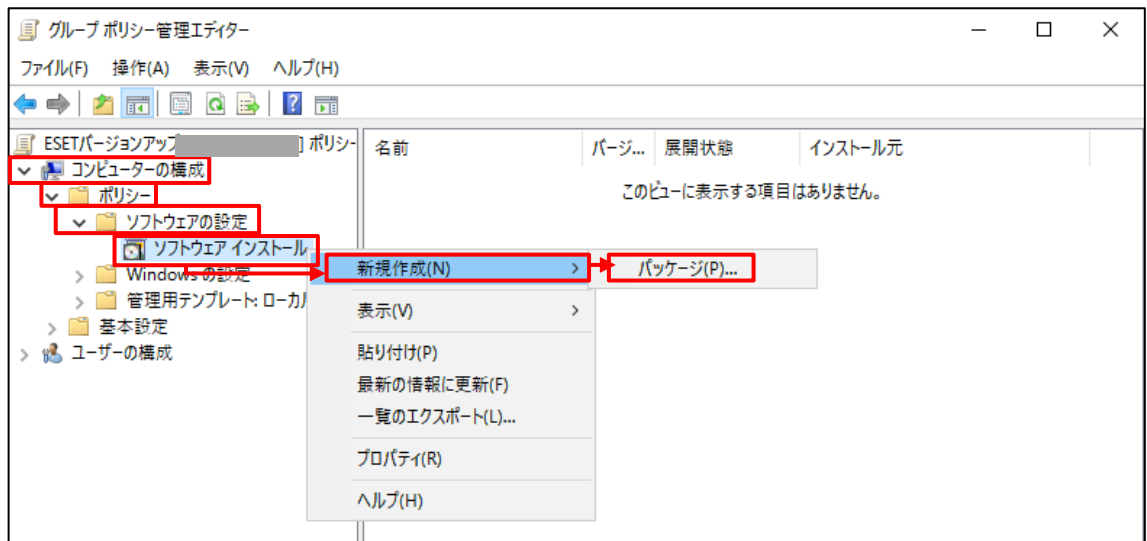 グループ ポリシー管理エディター
ファイル(F) 操作(A) 表示(V) ヘルプ(H)
ESETバージョンアップ ] ポリシー
名前 バージ... 展開状態 インストール元
コンピューターの構成
このビューに表示する項目はありません。
ポリシー
ソフトウェアの設定
ソフトウェア インストール
新規作成(N) パッケージ(P)...
Windows の設定
管理用テンプレート: ローカル
表示(V)
基本設定
ユーザーの構成
貼り付け(P)
最新の情報に更新(F)
一覧のエクスポート(L)...
プロパティ(R)
ヘルプ(H)